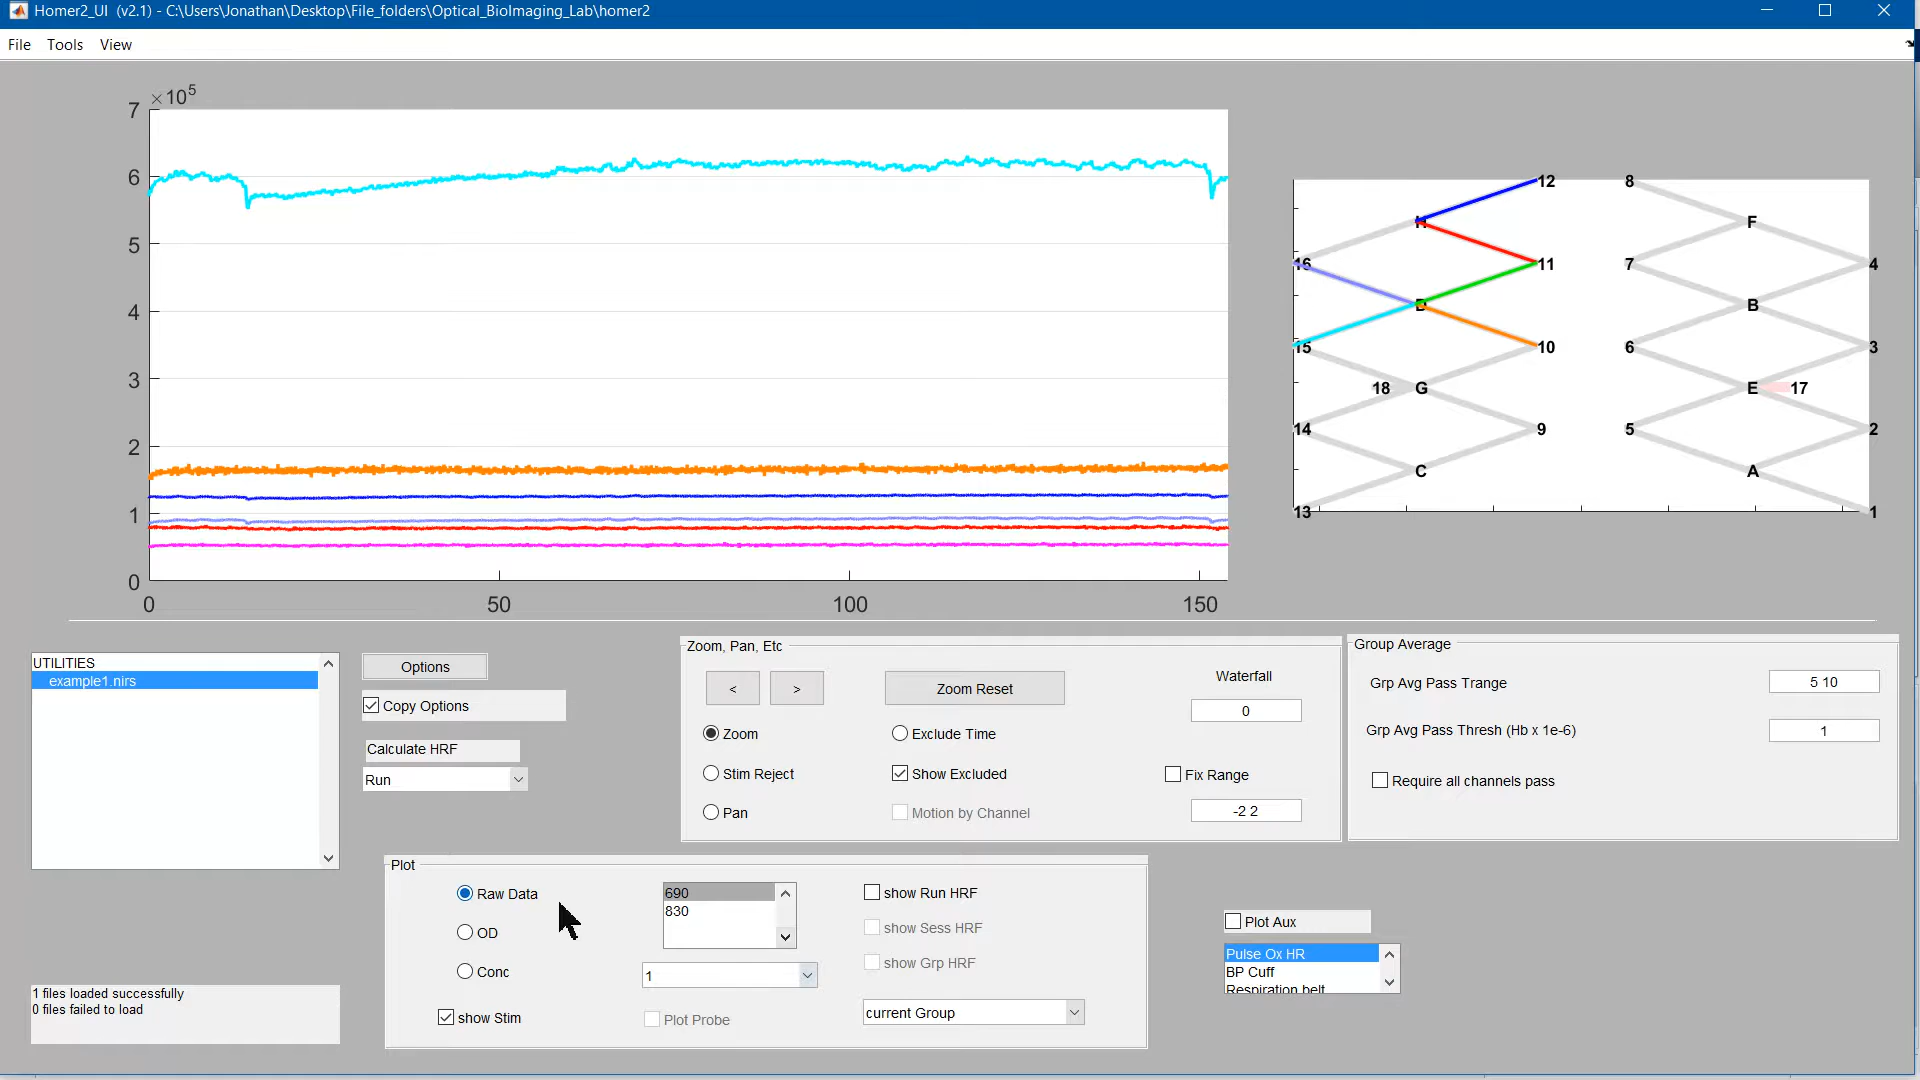 Homer2_UI (v2.1) - C:\Users\Jonathan\Desktop\File_folders\Optical_BioImaging_Lab\homer2
File Tools View
×10^5
7
6
5
4
3
2
1
0
0 50 100 150
12 8
H F
16 11 7 4
D B
15 10 6 3
18 G E 17
14 9 5 2
C A
13 1
UTILITIES
example1.nirs
1 files loaded successfully
0 files failed to load
Options
Copy Options
Calculate HRF
Run
Zoom, Pan, Etc
< > Zoom Reset
Waterfall
0
Zoom Exclude Time
Stim Reject Show Excluded Fix Range
Pan Motion by Channel -2 2
Group Average
Grp Avg Pass Trange 5 10
Grp Avg Pass Thresh (Hb x 1e-6) 1
Require all channels pass
Plot
Raw Data 690 show Run HRF
830
OD show Sess HRF
Conc 1 show Grp HRF
show Stim Plot Probe current Group
Plot Aux
Pulse Ox HR
BP Cuff
Respiration belt